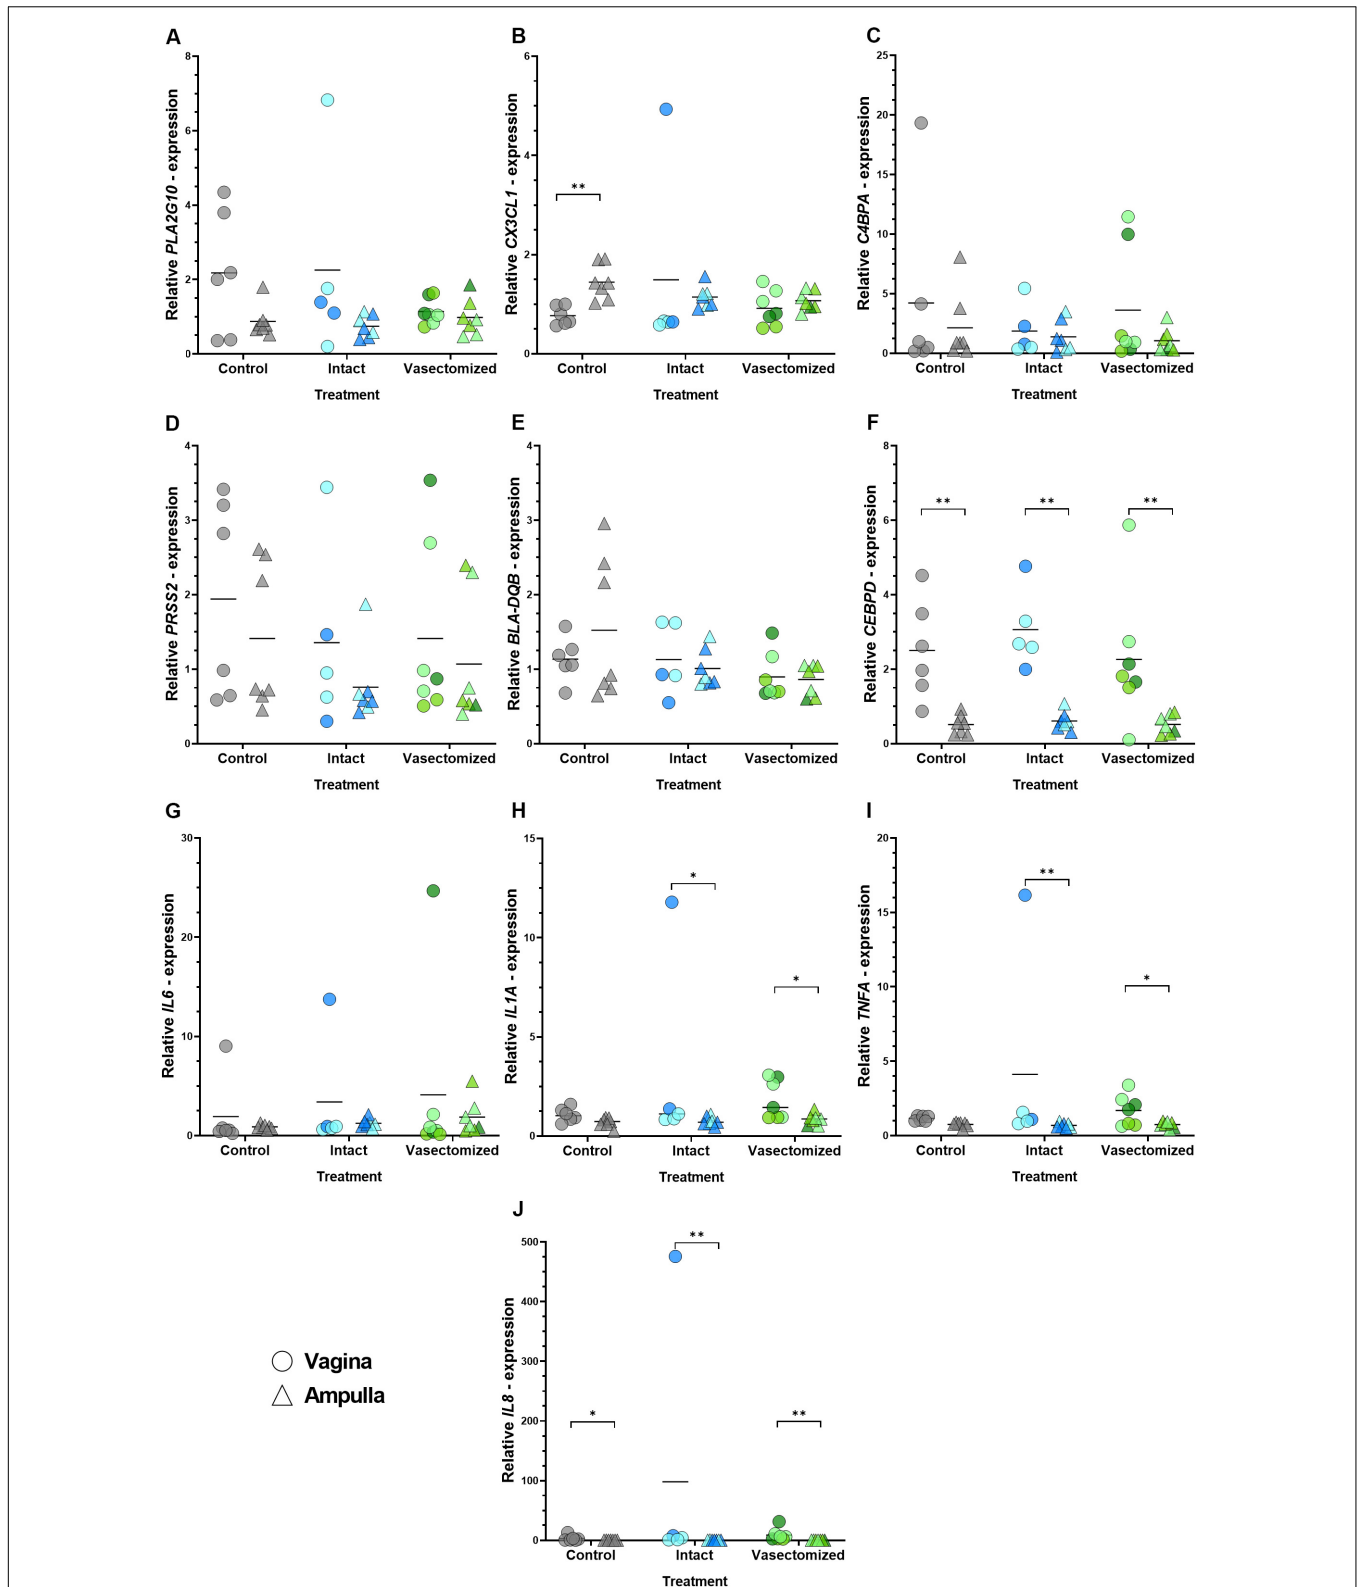 A
Relative PLA2G10 - expression
8
6
4
2
0
Control Intact Vasectomized
Treatment
B
Relative CX3CL1 - expression
6
4
2
0
**
Control Intact Vasectomized
Treatment
C
Relative C4BPA - expression
25
20
15
10
5
0
Control Intact Vasectomized
Treatment
D
Relative PRSS2 - expression
4
3
2
1
0
Control Intact Vasectomized
Treatment
E
Relative BLA-DQB - expression
4
3
2
1
0
Control Intact Vasectomized
Treatment
F
Relative CEBPD - expression
8
6
4
2
0
** ** **
Control Intact Vasectomized
Treatment
G
Relative IL6 - expression
30
20
10
0
Control Intact Vasectomized
Treatment
H
Relative IL1A - expression
15
10
5
0
*
*
Control Intact Vasectomized
Treatment
I
Relative TNFA - expression
20
15
10
5
0
**
*
Control Intact Vasectomized
Treatment
J
Relative IL8 - expression
500
400
300
200
100
0
**
* **
Control Intact Vasectomized
Treatment
Vagina
Ampulla